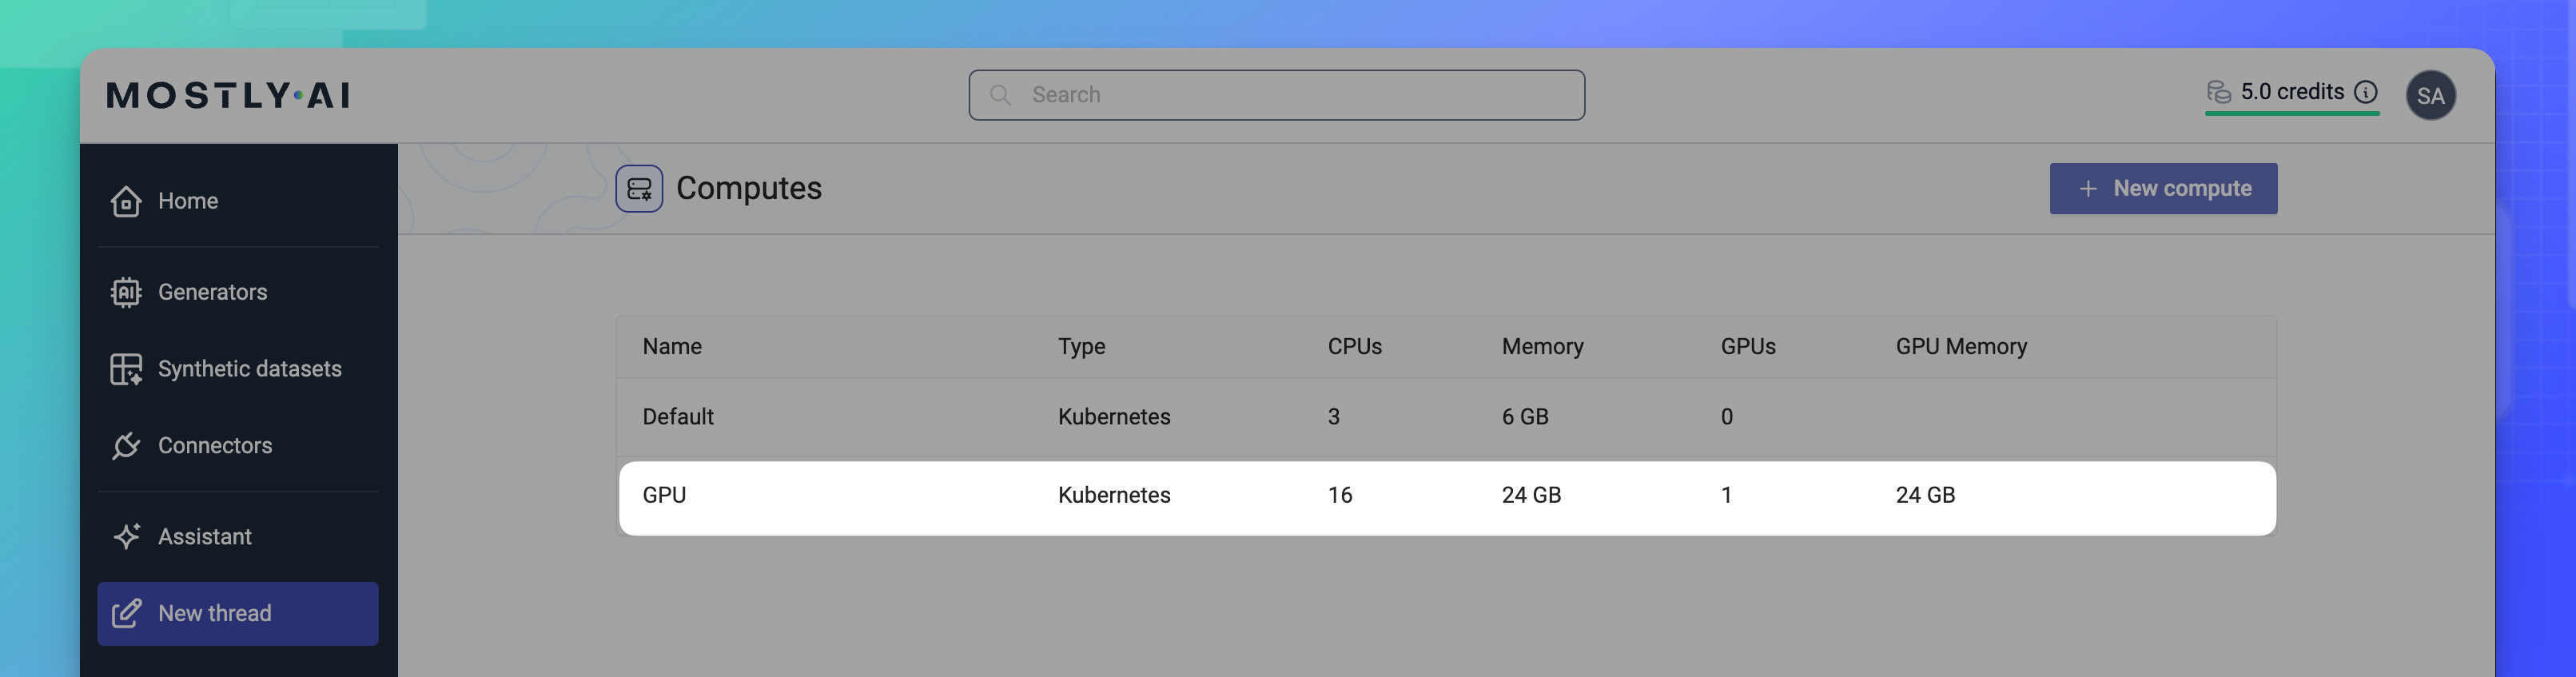 MOSTLY·AI
Search
5.0 credits
SA
Home
Generators
Synthetic datasets
Connectors
Assistant
New thread
Computes
+ New compute
Name Type CPUs Memory GPUs GPU Memory
Default Kubernetes 3 6 GB 0
GPU Kubernetes 16 24 GB 1 24 GB